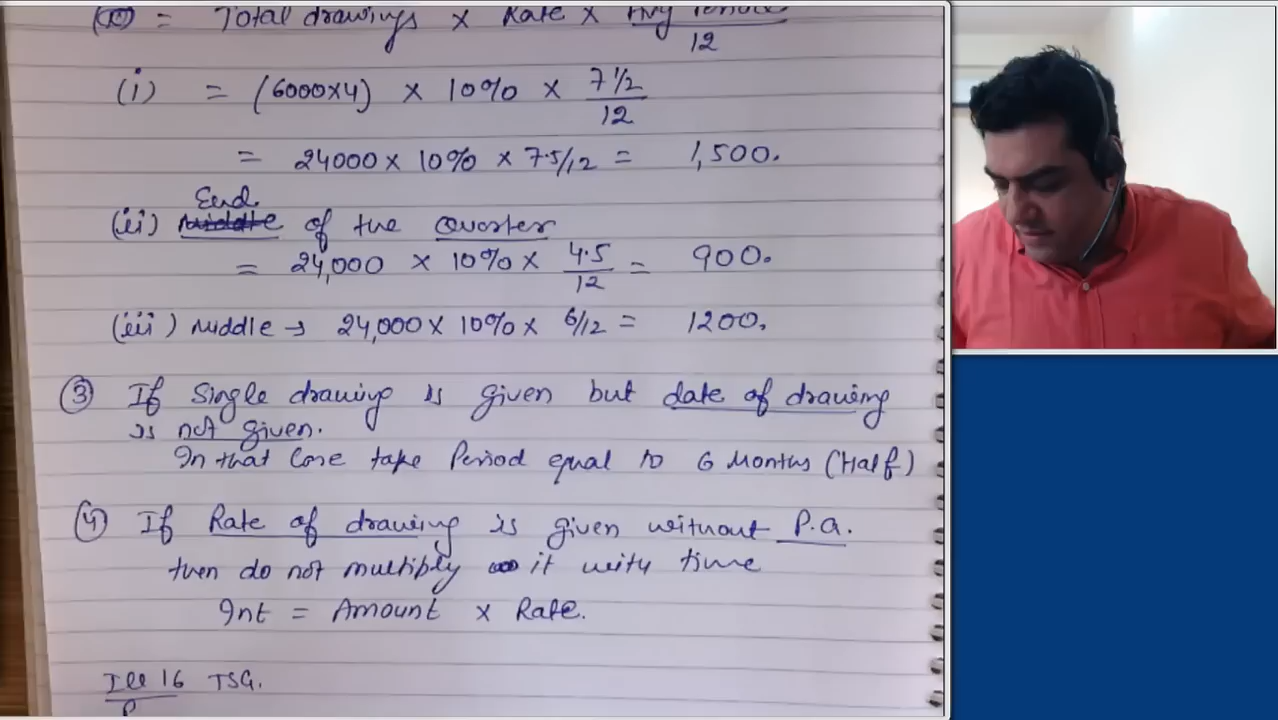 = Total drawings × Rate ×
12
(i) = (6000×4) × 10% × 7 1/2
12
= 24000 × 10% × 7.5/12 = 1,500.
End.
(ii) Middle of the Quarter
= 24,000 × 10% × 4.5 = 900.
12
(iii) Middle → 24,000 × 10% × 6/12 = 1200.
(3) If Single drawing is given but date of drawing
is not given.
In that Case take Period equal to 6 Months (Half)
(4) If Rate of drawing is given without P.a.
then do not multiply it with time
Int = Amount × Rate.
Ill 16 TSG.